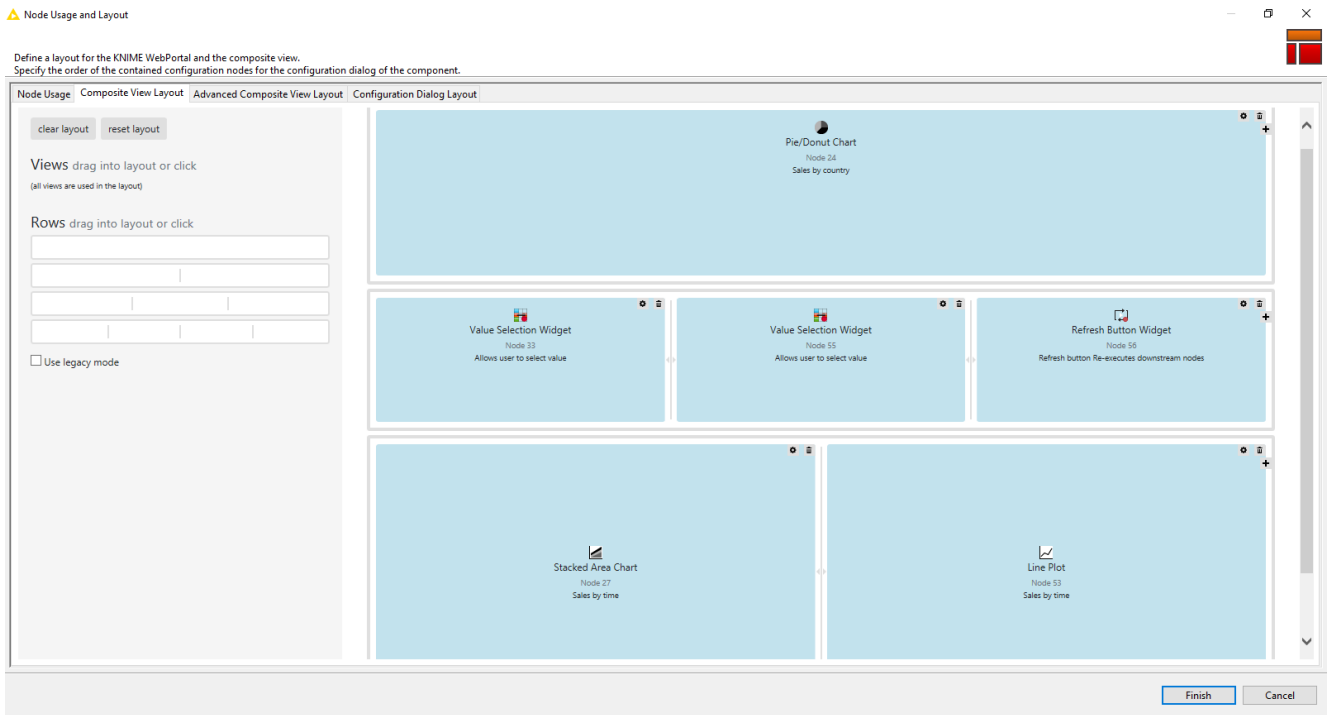 Node Usage and Layout
Define a layout for the KNIME WebPortal and the composite view.
Specify the order of the contained configuration nodes for the configuration dialog of the component.
Node Usage Composite View Layout Advanced Composite View Layout Configuration Dialog Layout
clear layout reset layout
Views drag into layout or click
(all views are used in the layout)
Rows drag into layout or click
Use legacy mode
Pie/Donut Chart
Node 24
Sales by country
Value Selection Widget
Node 33
Allows user to select value
Value Selection Widget
Node 55
Allows user to select value
Refresh Button Widget
Node 56
Refresh button Re-executes downstream nodes
Stacked Area Chart
Node 27
Sales by time
Line Plot
Node 53
Sales by time
Finish Cancel